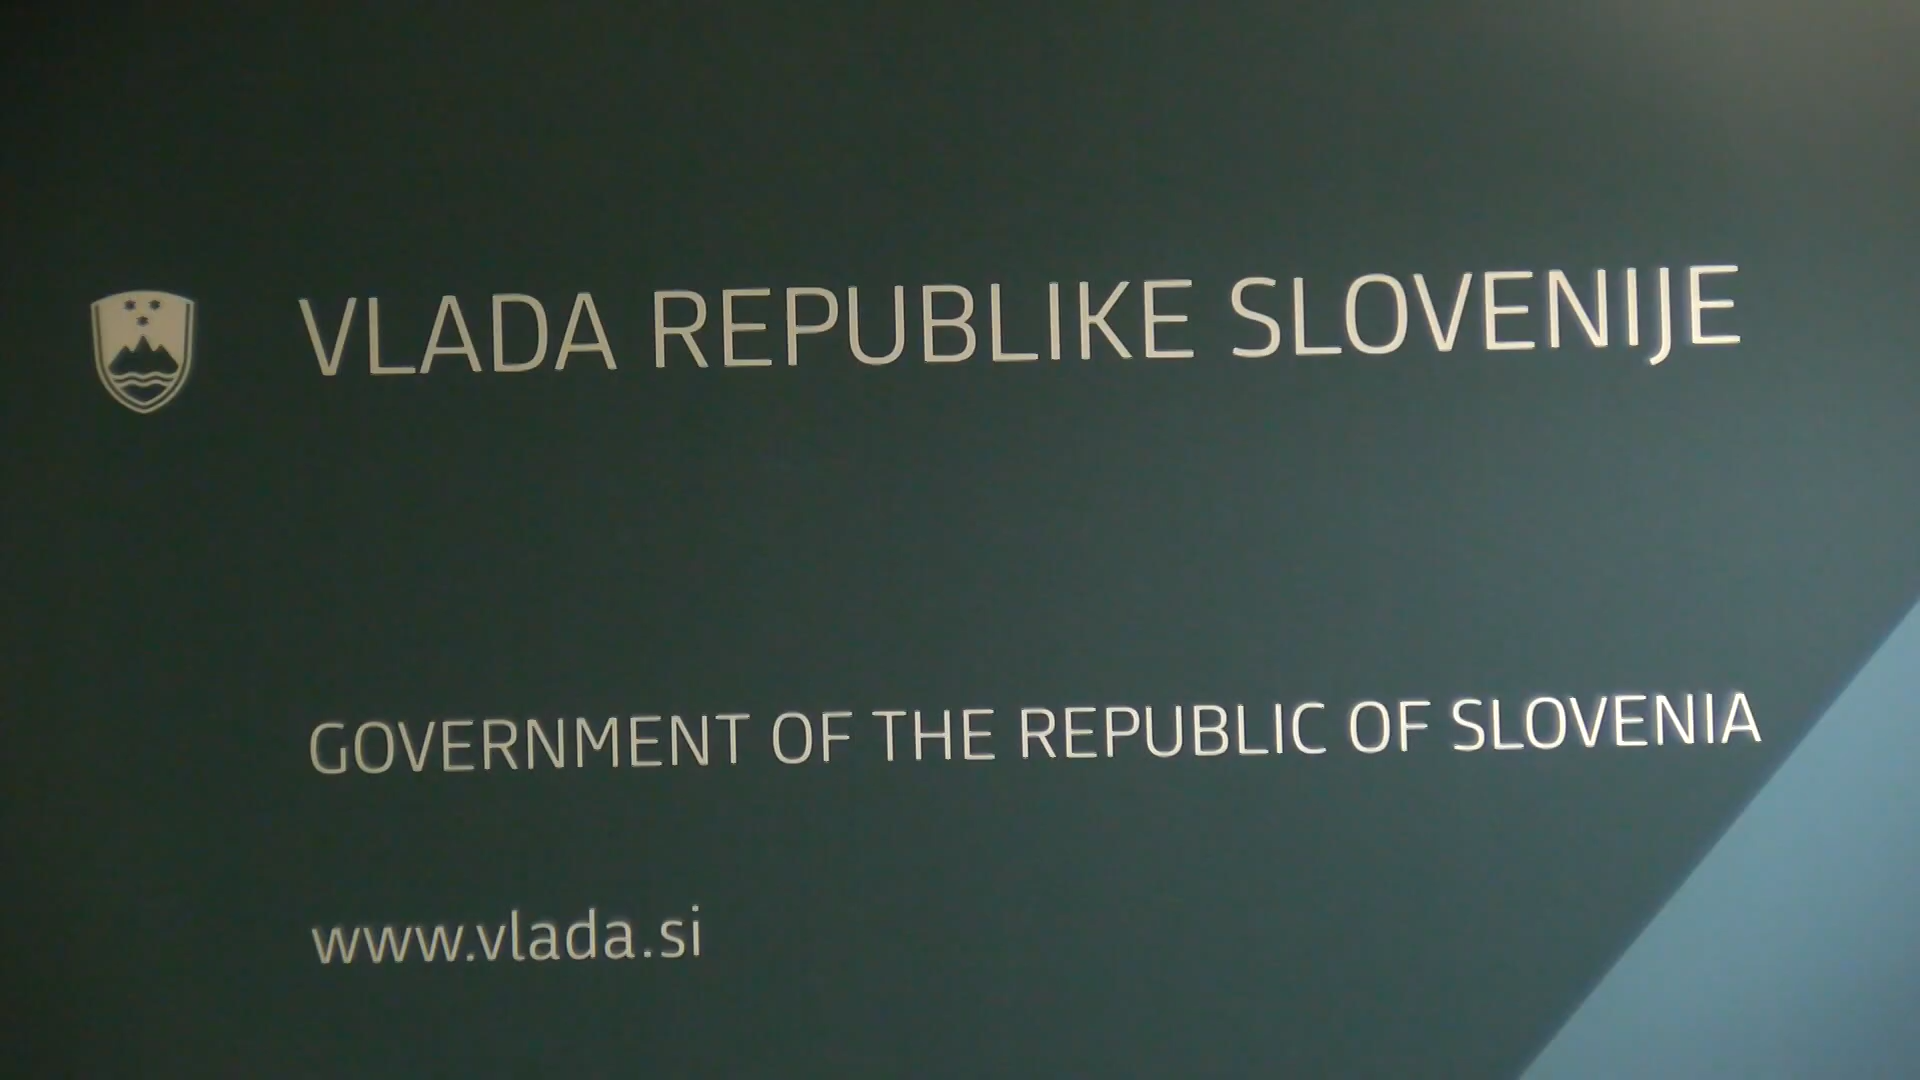 VLADA REPUBLIKE SLOVENIJE
GOVERNMENT OF THE REPUBLIC OF SLOVENIA
www.vlada.si